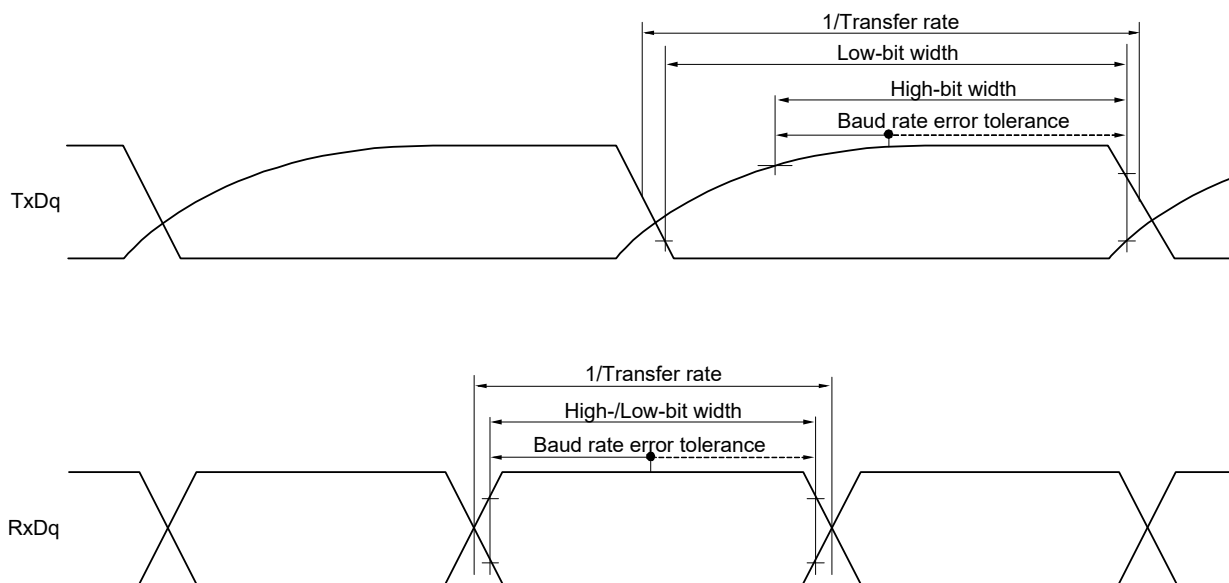 1/Transfer rate
Low-bit width
High-bit width
Baud rate error tolerance
TxDq
1/Transfer rate
High-/Low-bit width
Baud rate error tolerance
RxDq